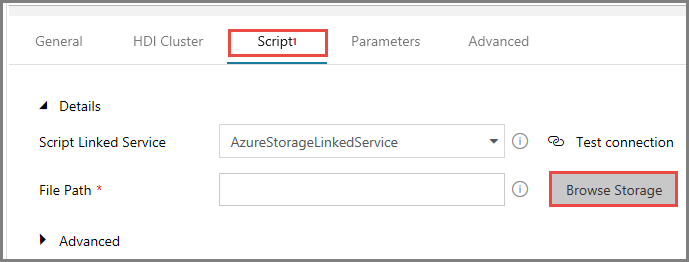 General HDI Cluster Script1 Parameters Advanced
Details
Script Linked Service AzureStorageLinkedService Test connection
File Path * Browse Storage
Advanced